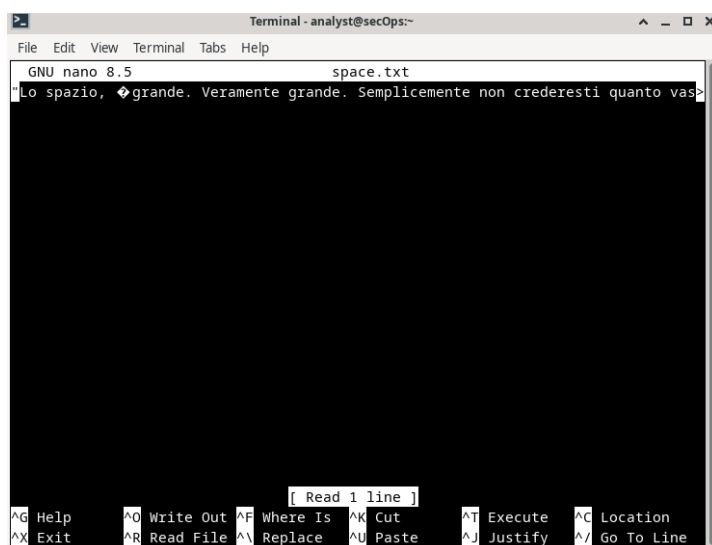 Terminal - analyst@secOps:~
File Edit View Terminal Tabs Help
GNU nano 8.5 space.txt
"Lo spazio, �grande. Veramente grande. Semplicemente non crederesti quanto vas>
[ Read 1 line ]
^G Help ^O Write Out ^F Where Is ^K Cut ^T Execute ^C Location
^X Exit ^R Read File ^\ Replace ^U Paste ^J Justify ^/ Go To Line